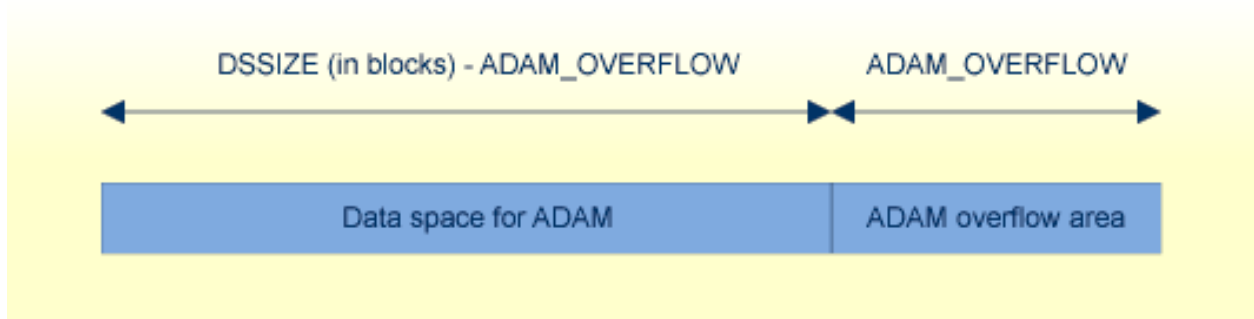 DSSIZE (in blocks) - ADAM_OVERFLOW
ADAM_OVERFLOW
Data space for ADAM
ADAM overflow area